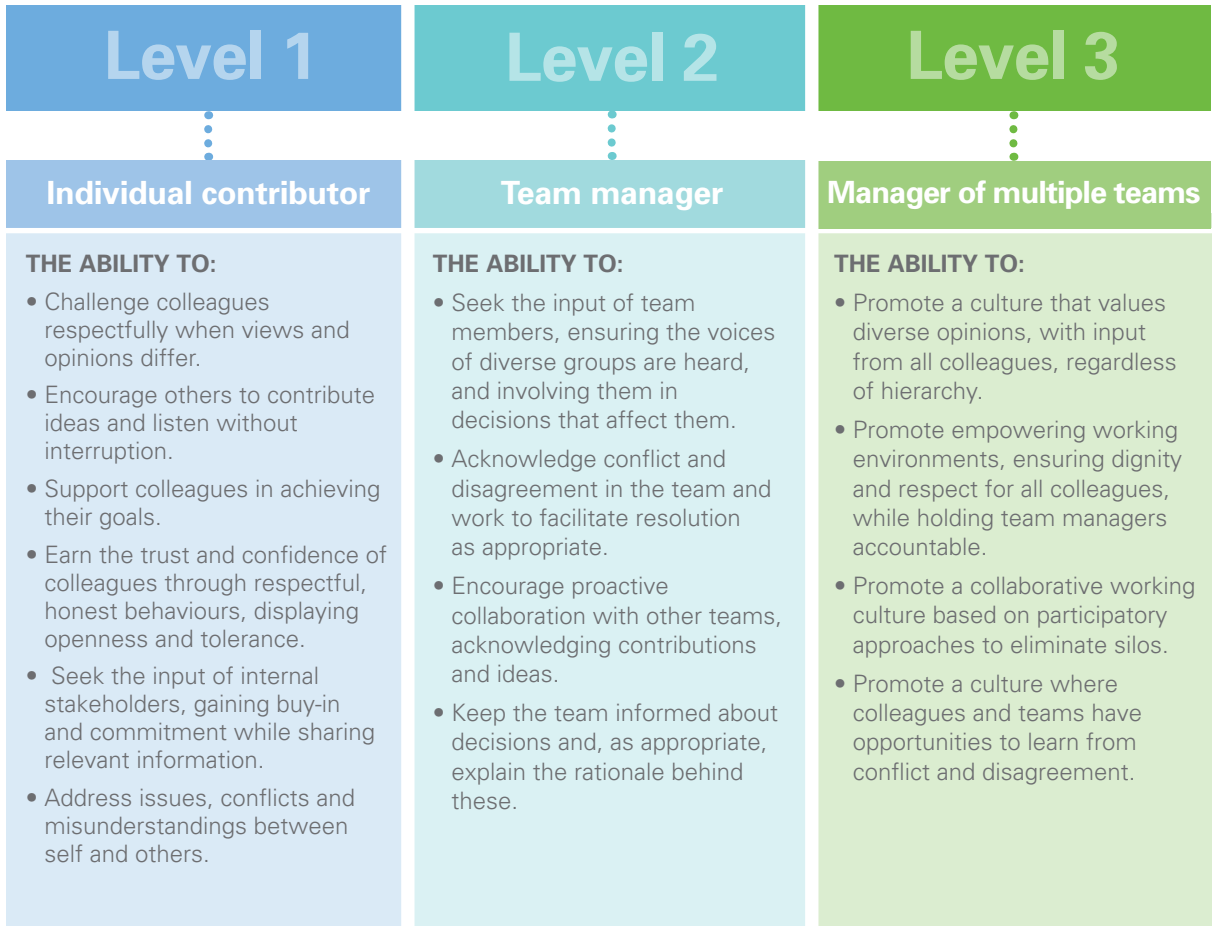 Level 1
Individual contributor
THE ABILITY TO:
• Challenge colleagues
respectfully when views and
opinions differ.
• Encourage others to contribute
ideas and listen without
interruption.
• Support colleagues in achieving
their goals.
• Earn the trust and confidence of
colleagues through respectful,
honest behaviours, displaying
openness and tolerance.
• Seek the input of internal
stakeholders, gaining buy-in
and commitment while sharing
relevant information.
• Address issues, conflicts and
misunderstandings between
self and others.
Level 2
Team manager
THE ABILITY TO:
• Seek the input of team
members, ensuring the voices
of diverse groups are heard,
and involving them in
decisions that affect them.
• Acknowledge conflict and
disagreement in the team and
work to facilitate resolution
as appropriate.
• Encourage proactive
collaboration with other teams,
acknowledging contributions
and ideas.
• Keep the team informed about
decisions and, as appropriate,
explain the rationale behind
these.
Level 3
Manager of multiple teams
THE ABILITY TO:
• Promote a culture that values
diverse opinions, with input
from all colleagues, regardless
of hierarchy.
• Promote empowering working
environments, ensuring dignity
and respect for all colleagues,
while holding team managers
accountable.
• Promote a collaborative working
culture based on participatory
approaches to eliminate silos.
• Promote a culture where
colleagues and teams have
opportunities to learn from
conflict and disagreement.